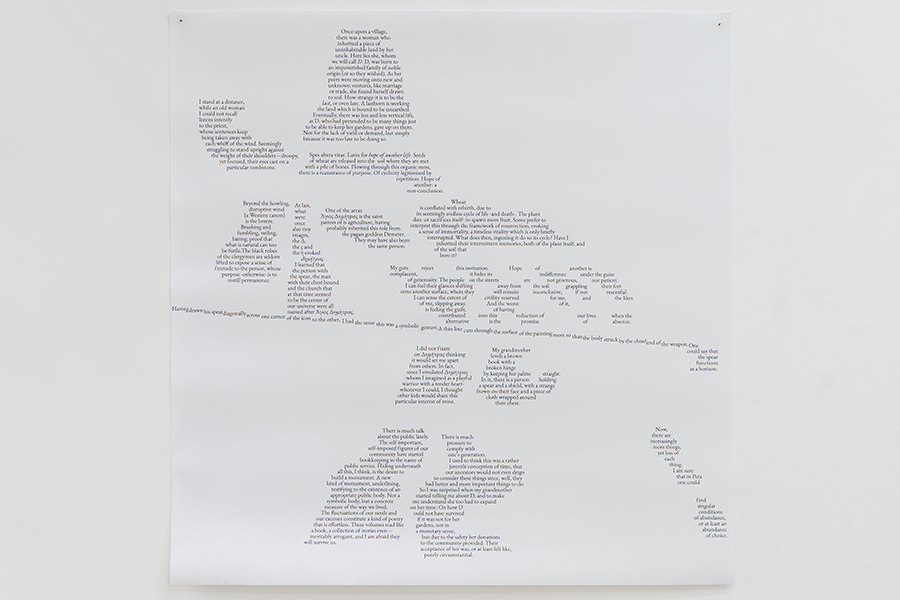 Once upon a village,
there was a woman who
inherited a piece of
uninhabitable land by her
uncle. Here lies she, whom
we will call D. D, was born to
an impoverished family of noble
origin (or so they wished). As her
peers were moving onto new and
unknown ventures, like marriage
or trade, she found herself drawn
to soil. How strange it is to be the
last, or even late. A lastborn is working
the land which is bound to be unearthed.
Eventually, there was less and less vertical life,
as D, who had pretended to be many things just
to be able to keep her gardens, gave up on them.
Not for the lack of yield or demand, but simply
because it was too late to be doing so.
I stand at a distance,
while an old woman
I could not recall
listens intently
to the priest,
whose sentences keep
being taken away with
each whiff of the wind. Seemingly
struggling to stand upright against
the weight of their shoulders—droopy,
yet focused, their eyes cast on a
particular tombstone.
Spes altera vitae. Latin for hope of another life. Seeds
of wheat are released into the soil where they are met
with a pile of bones. Flowing through this organic mess,
there is a reassurance of purpose. Of cyclicity legitimised by
repetition. Hope of
another: a
non-conclusion.
Beyond the howling,
disruptive wind
(a Western canon)
is the breeze.
Brushing and
fumbling, veiling,
baring; proof that
what is natural can too
be futile. The black robes
of the clergymen are seldom
lifted to expose a sense of
finitude to the person, whose
purpose -otherwise- is to
instill permanence.
At last,
what
were
once
also tiny
images,
the Δ,
the ς and
the ή evoked
Δημήτριος.
I learned that
the person with
the spear, the man
with their chest bound
and the church that
at that time seemed
to be the center of
our universe were all
named after Άγιος Δημήτριος.
One of the areas
Άγιος Δημήτριος is the saint
patron of is agriculture, having
probably inherited this role from
the pagan goddess Demeter.
They may have also been
the same person.
Wheat
is conflated with rebirth, due to
its seemingly endless cycle of life -and death-. The plant
dies -or sacrifices itself- to spawn more fruit. Some prefer to
interpret this through the framework of resurrection, evoking
a sense of immortality; a timeless vitality which is only briefly
interrupted. What does then, ingesting it do to its cycle? Have I
inherited their intermittent memories, both of the plant itself, and
of the soil that
bore it?
My guts reject this invitation. Hope of another is
complacent, it hides its indifference under the guise
of generosity. The people on the streets are not generous, nor patient.
I can feel their glances shifting away from the soil grappling their feet
onto another surface, where they will remain inconclusive, if not resentful.
I can sense the extent of civility reserved for me, and the likes
of me, slipping away. And the worst of it,
is feeling the guilt, of having
contributed into this reduction of our lives when the
alternative is the promise of absence.
Having drawn his spear diagonally across one corner of the icon to the other, I had the sense this was a symbolic gesture. A thin line cuts through the surface of the painting more so than the body struck by the chisel end of the weapon. One
could say that
the spear
functions
as a horizon.
I did not fixate
on Δημήτριος thinking
it would set me apart
from others. In fact,
since I emulated Δημήτριος
whom I imagined as a playful
warrior with a tender heart-
whenever I could, I thought
other kids would share this
particular interest of mine.
My grandmother
levels a brown
book with a
broken hinge
by keeping her palms straight.
In it, there is a person holding
a spear and a shield, with a strange
frown on their face and a piece of
cloth wrapped around
their chest.
There is much talk
about the public lately.
The self-important,
self-imposed figures of our
community have started
bookkeeping in the name of
public service. Hiding underneath
all this, I think, is the desire to
build a monument. A new
kind of monument, underlining,
testifying to the existence of an
appropriate public body. Not a
symbolic body, but a concrete
measure of the way we lived.
The fluctuations of our needs and
our excesses constitute a kind of poetry
that is effortless. These volumes read like
a book, a collection of stories even—
inevitably arrogant, and I am afraid they
will survive us.
There is much
pressure to
comply with
one's generation.
I used to think this was a rather
juvenile conception of time, that
our ancestors would not even deign
to consider these things since, well, they
had better and more important things to do.
So I was surprised when my grandmother
started telling me about D, and to make
me understand she too had to expand
on her time: On how D
could not have survived
if it was not for her
gardens, not in
a monetary sense,
but due to the safety her donations
to the community provided. Their
acceptance of her was, or at least felt like,
purely circumstantial.
Now,
there are
increasingly
more things,
yet less of
each
thing.
I am sure
that in Pera
one could
find
singular
conditions
of abundance,
or at least an
abundance
of choice.